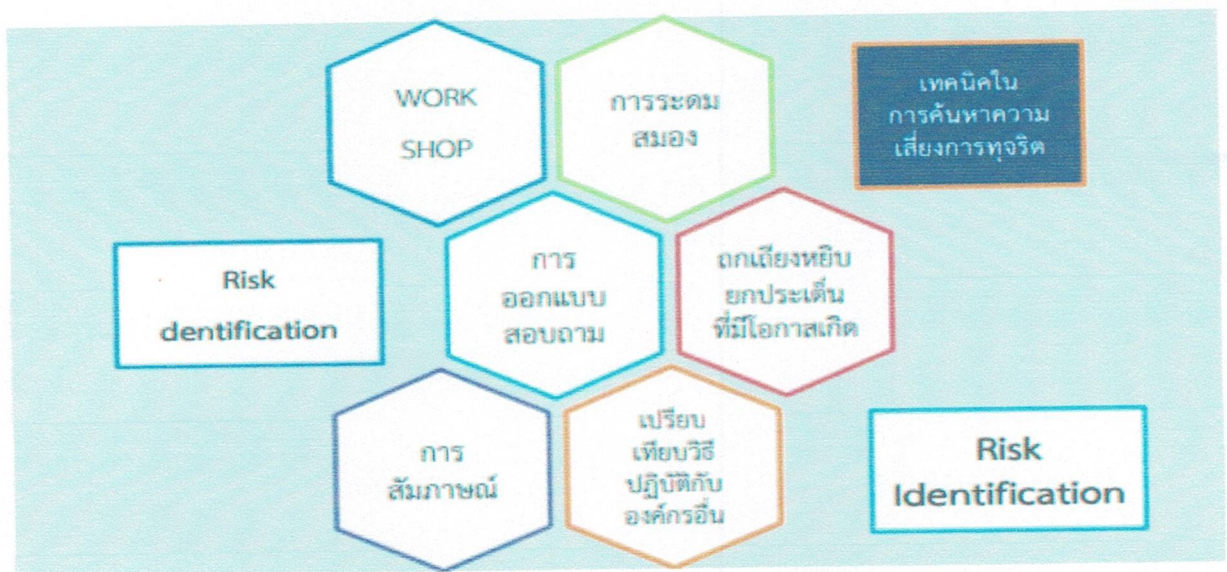 WORK
SHOP
การระดม
สมอง
เทคนิคใน
การค้นหาความ
เสี่ยงการทุจริต
Risk
dentification
การ
ออกแบบ
สอบถาม
ถกเถียงหยิบ
ยกประเด็น
ที่มีโอกาสเกิด
การ
สัมภาษณ์
เปรียบ
เทียบวิธี
ปฏิบัติกับ
องค์กรอื่น
Risk
Identification